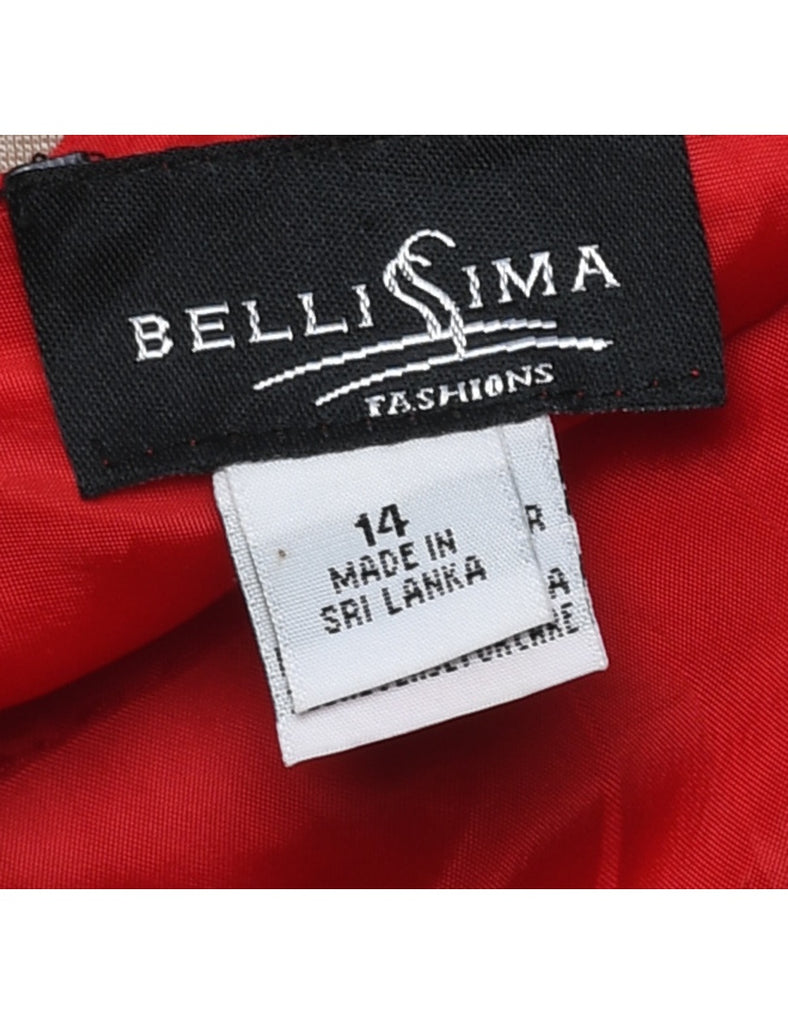 BELLISSIMA
FASHIONS
14
MADE IN
SRI LANKA
R
A